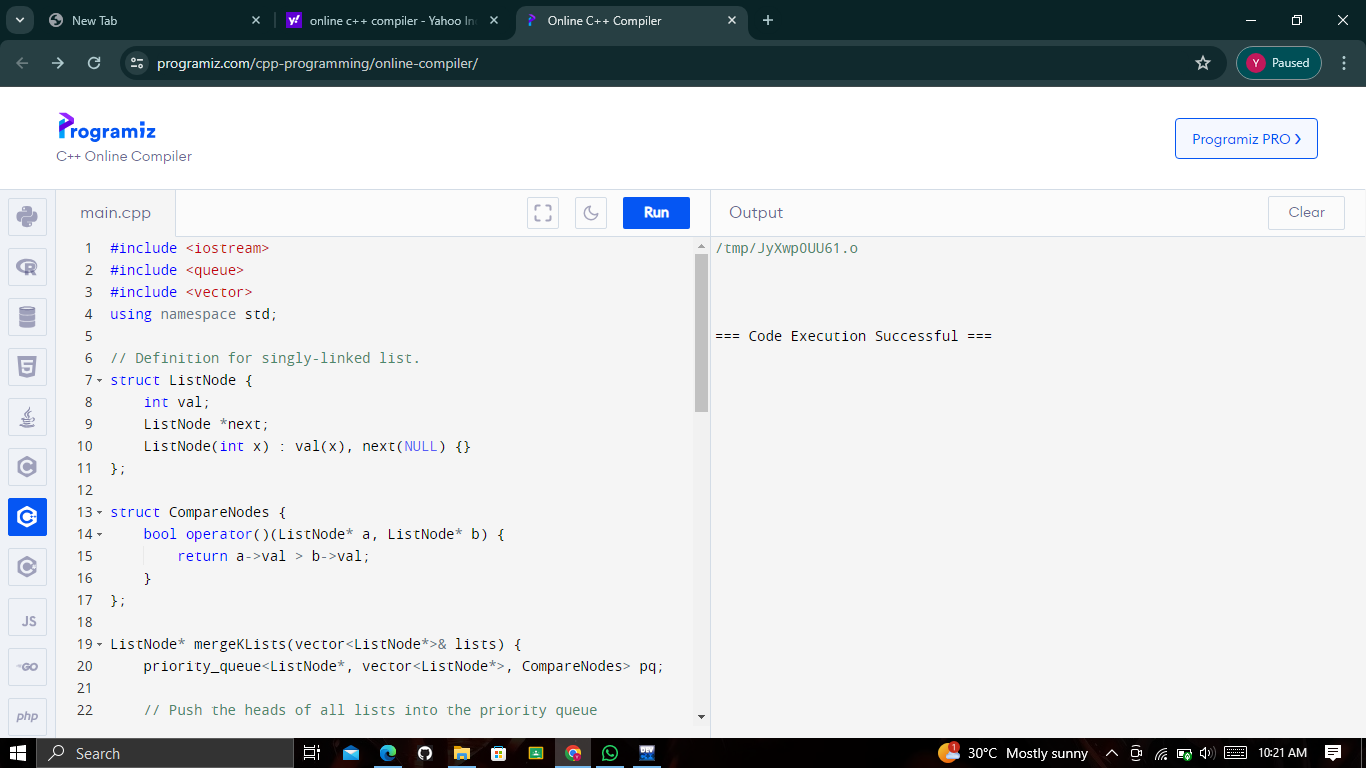 New Tab
online c++ compiler - Yahoo In
Online C++ Compiler
programiz.com/cpp-programming/online-compiler/
Y Paused
Programiz
C++ Online Compiler
Programiz PRO
main.cpp
Run
Output
Clear
1 #include <iostream>
2 #include <queue>
3 #include <vector>
4 using namespace std;
5
6 // Definition for singly-linked list.
7 struct ListNode {
8 int val;
9 ListNode *next;
10 ListNode(int x) : val(x), next(NULL) {}
11 };
12
13 struct CompareNodes {
14 bool operator()(ListNode* a, ListNode* b) {
15 return a->val > b->val;
16 }
17 };
18
19 ListNode* mergeKLists(vector<ListNode*>& lists) {
20 priority_queue<ListNode*, vector<ListNode*>, CompareNodes> pq;
21
22 // Push the heads of all lists into the priority queue
/tmp/JyXwp0UU61.o
=== Code Execution Successful ===
JS
GO
php
Search
DEV
1
30°C Mostly sunny
10:21 AM